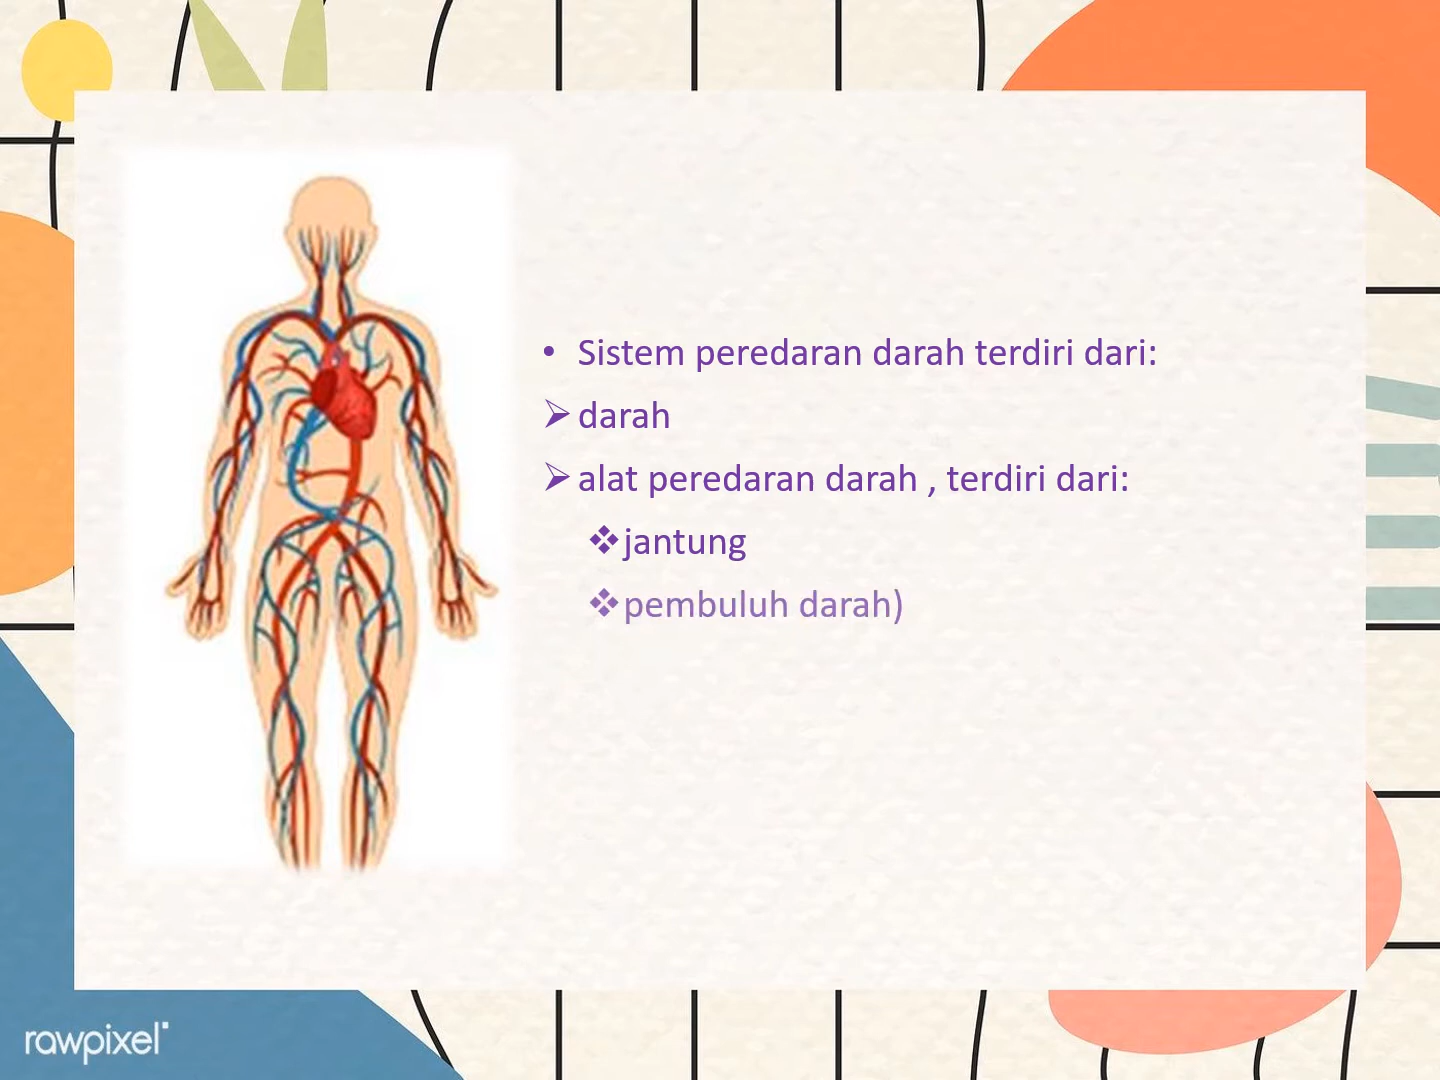 • Sistem peredaran darah terdiri dari:
➢ darah
➢ alat peredaran darah , terdiri dari:
❖ jantung
❖ pembuluh darah)
rawpixel